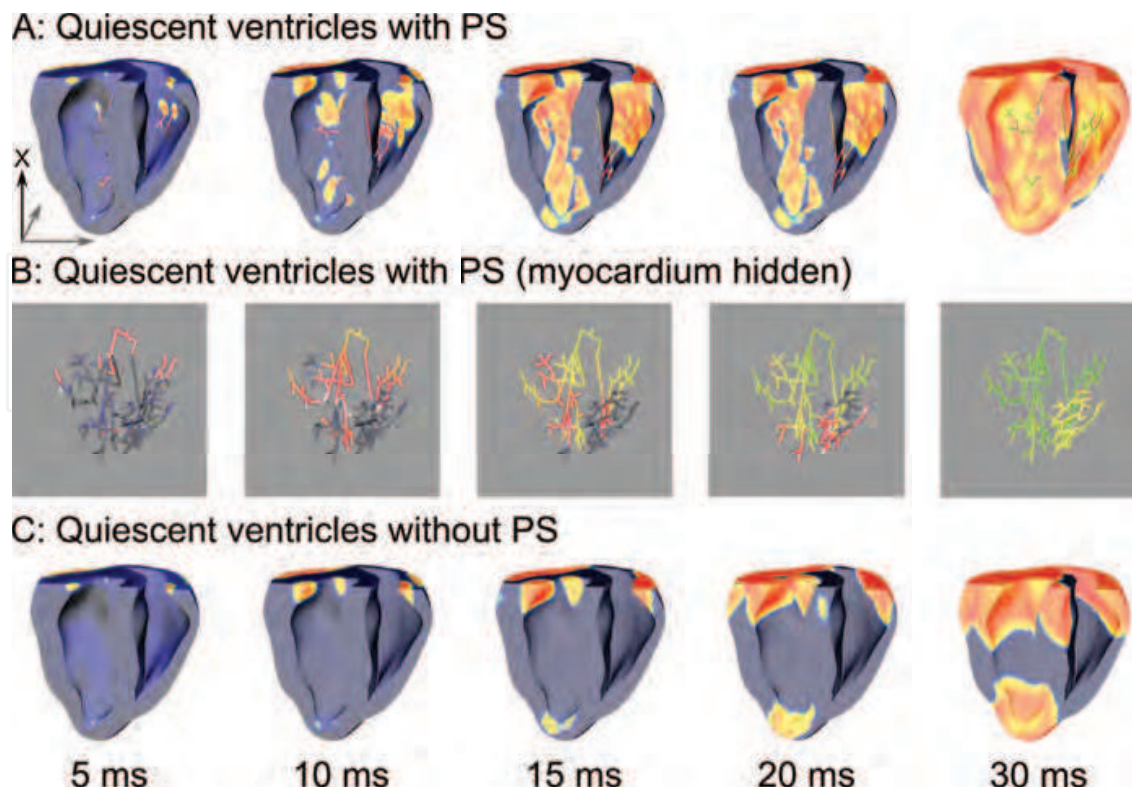 A: Quiescent ventricles with PS
X
B: Quiescent ventricles with PS (myocardium hidden)
C: Quiescent ventricles without PS
5 ms 10 ms 15 ms 20 ms 30 ms